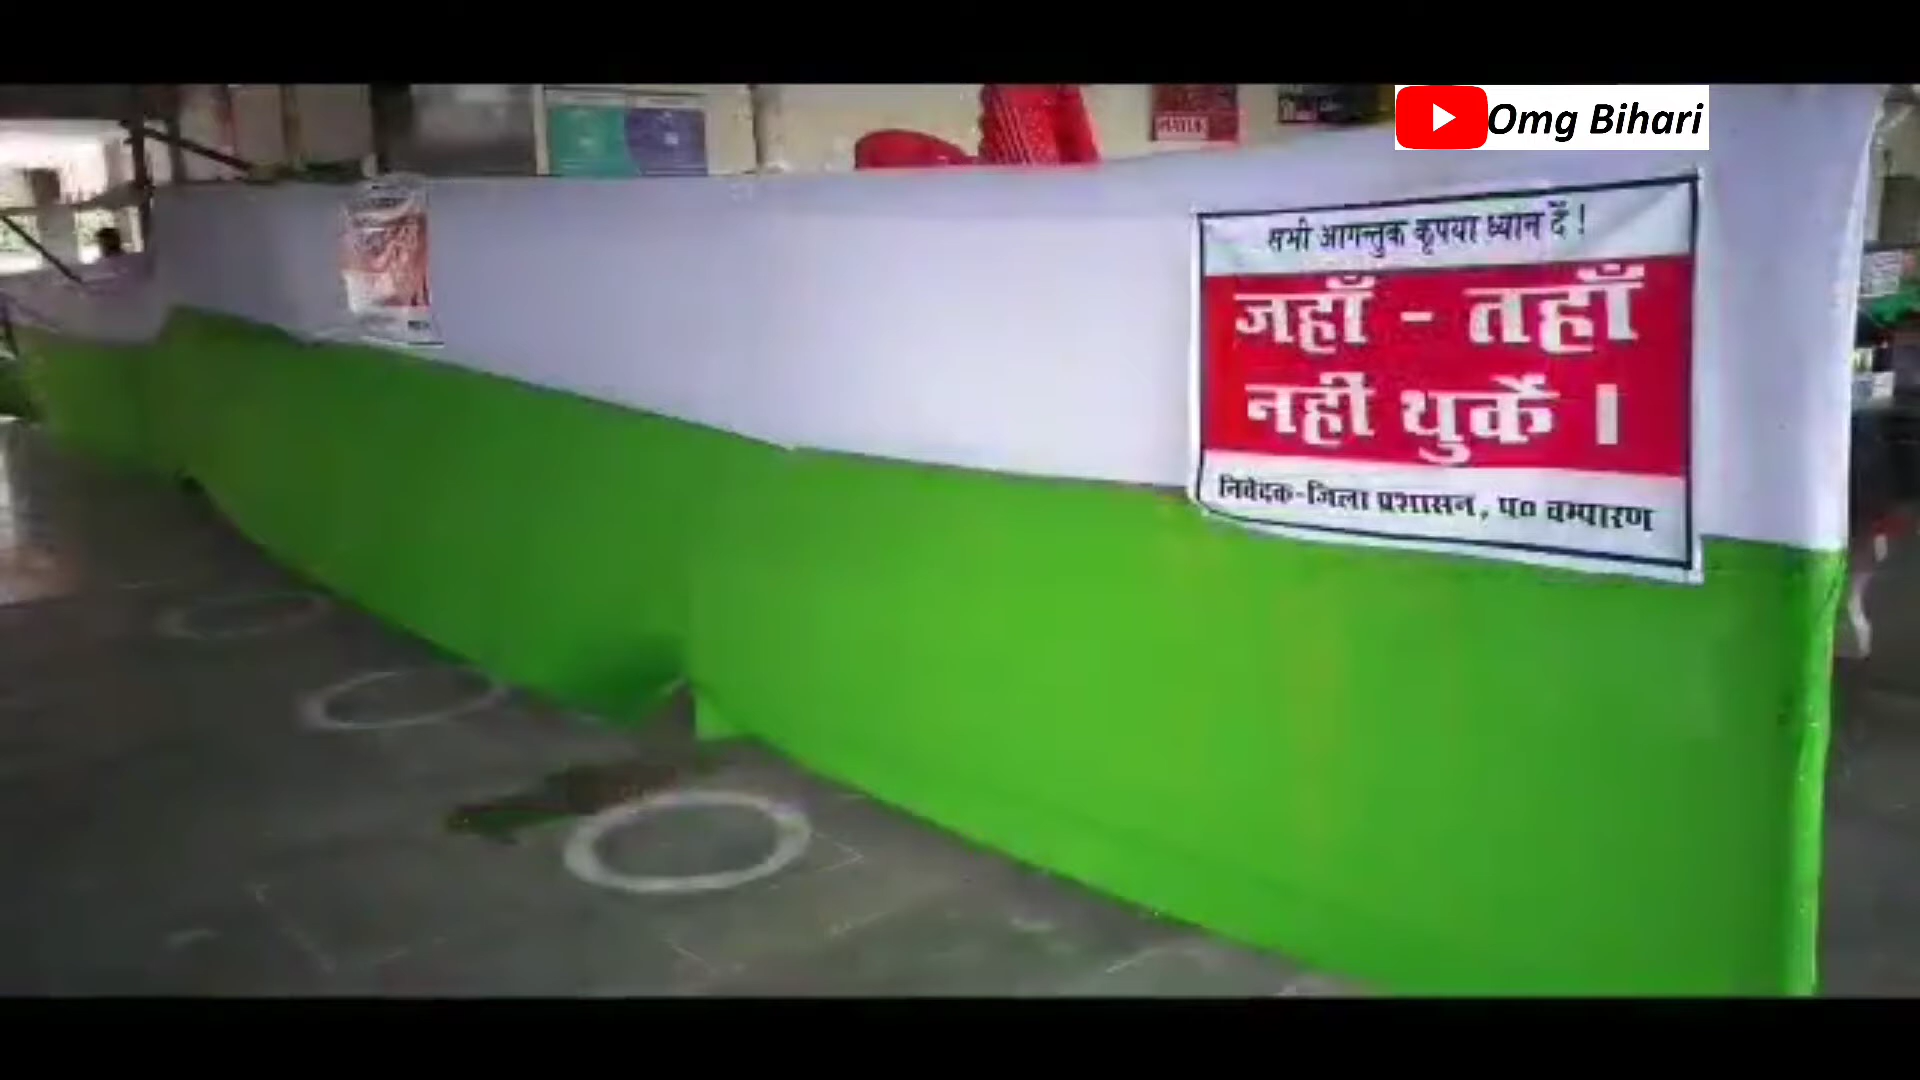 Omg Bihari
सभी आगन्तुक कृपया ध्यान दें !
जहाँ - तहाँ
नहीं थुकें ।
निवेदक-जिला प्रशासन, प० चम्पारण